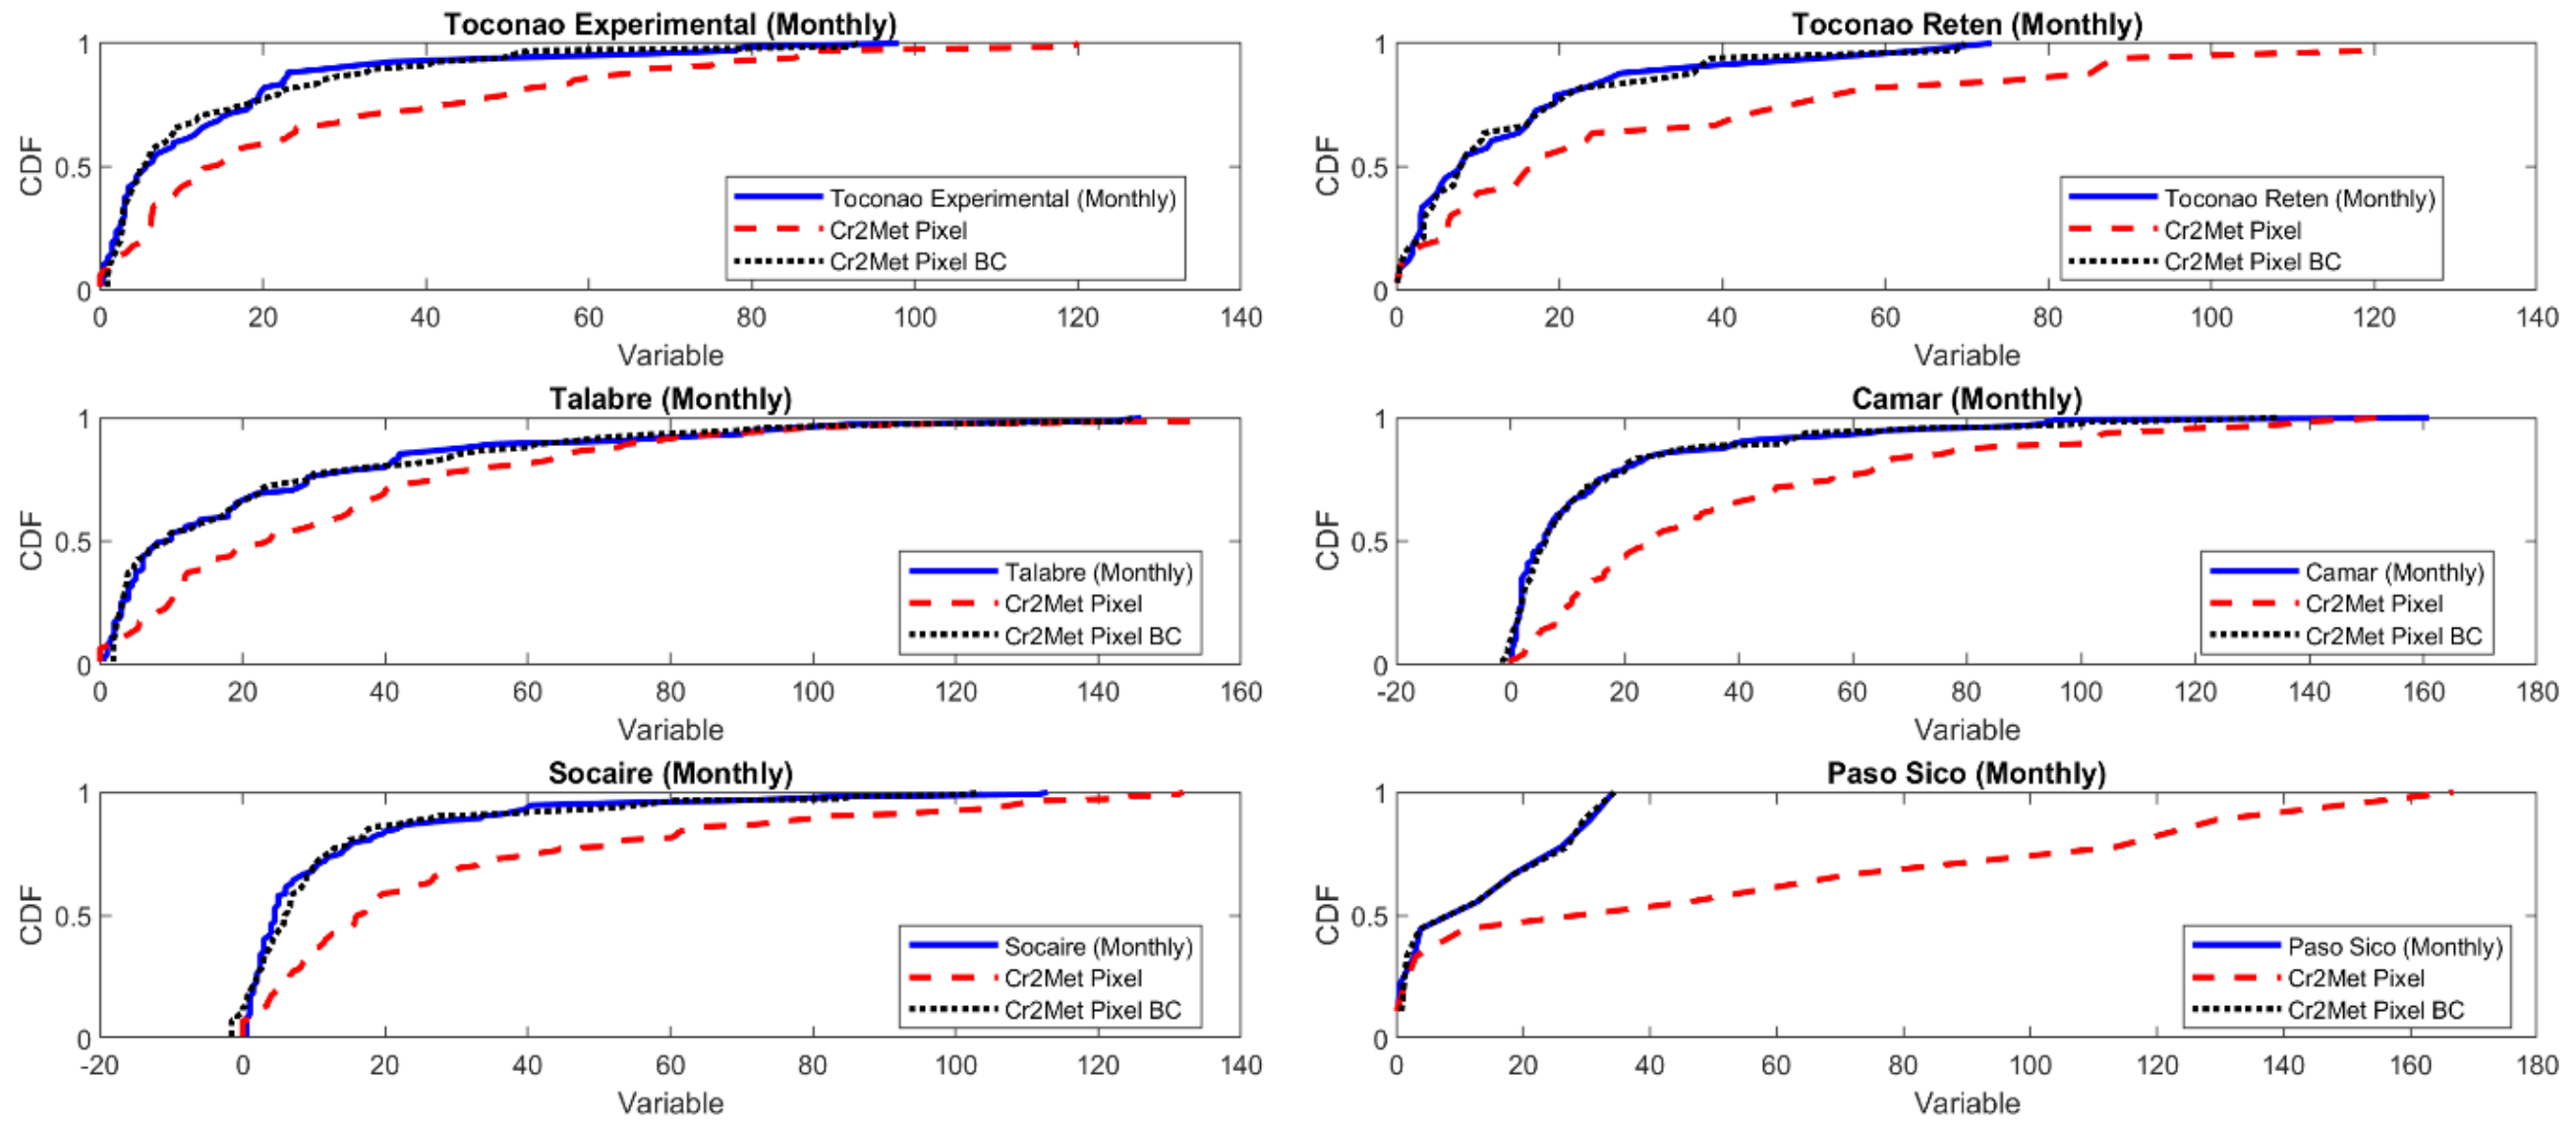 Toconao Experimental (Monthly)
1
0.5
0
CDF
0 20 40 60 80 100 120 140
Variable
Toconao Experimental (Monthly)
Cr2Met Pixel
Cr2Met Pixel BC
Toconao Reten (Monthly)
1
0.5
0
CDF
0 20 40 60 80 100 120 140
Variable
Toconao Reten (Monthly)
Cr2Met Pixel
Cr2Met Pixel BC
Talabre (Monthly)
1
0.5
0
CDF
0 20 40 60 80 100 120 140 160
Variable
Talabre (Monthly)
Cr2Met Pixel
Cr2Met Pixel BC
Camar (Monthly)
1
0.5
0
CDF
-20 0 20 40 60 80 100 120 140 160 180
Variable
Camar (Monthly)
Cr2Met Pixel
Cr2Met Pixel BC
Socaire (Monthly)
1
0.5
0
CDF
-20 0 20 40 60 80 100 120 140
Variable
Socaire (Monthly)
Cr2Met Pixel
Cr2Met Pixel BC
Paso Sico (Monthly)
1
0.5
0
CDF
0 20 40 60 80 100 120 140 160 180
Variable
Paso Sico (Monthly)
Cr2Met Pixel
Cr2Met Pixel BC